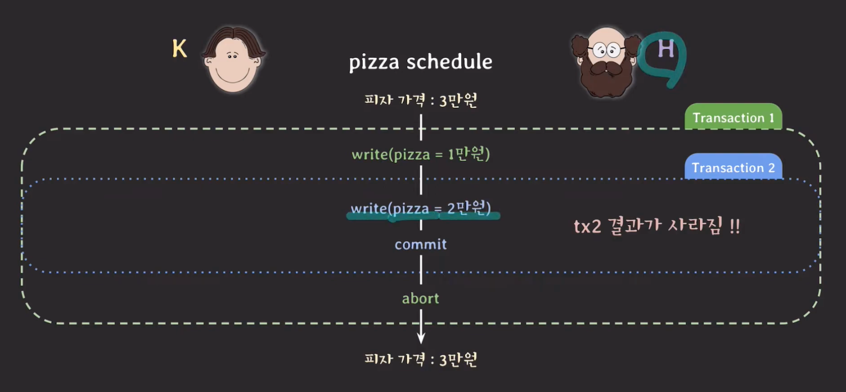 K
H
pizza schedule
피자 가격 : 3만원
Transaction 1
write(pizza = 1만원)
Transaction 2
write(pizza = 2만원)
tx2 결과가 사라짐 !!
commit
abort
피자 가격 : 3만원